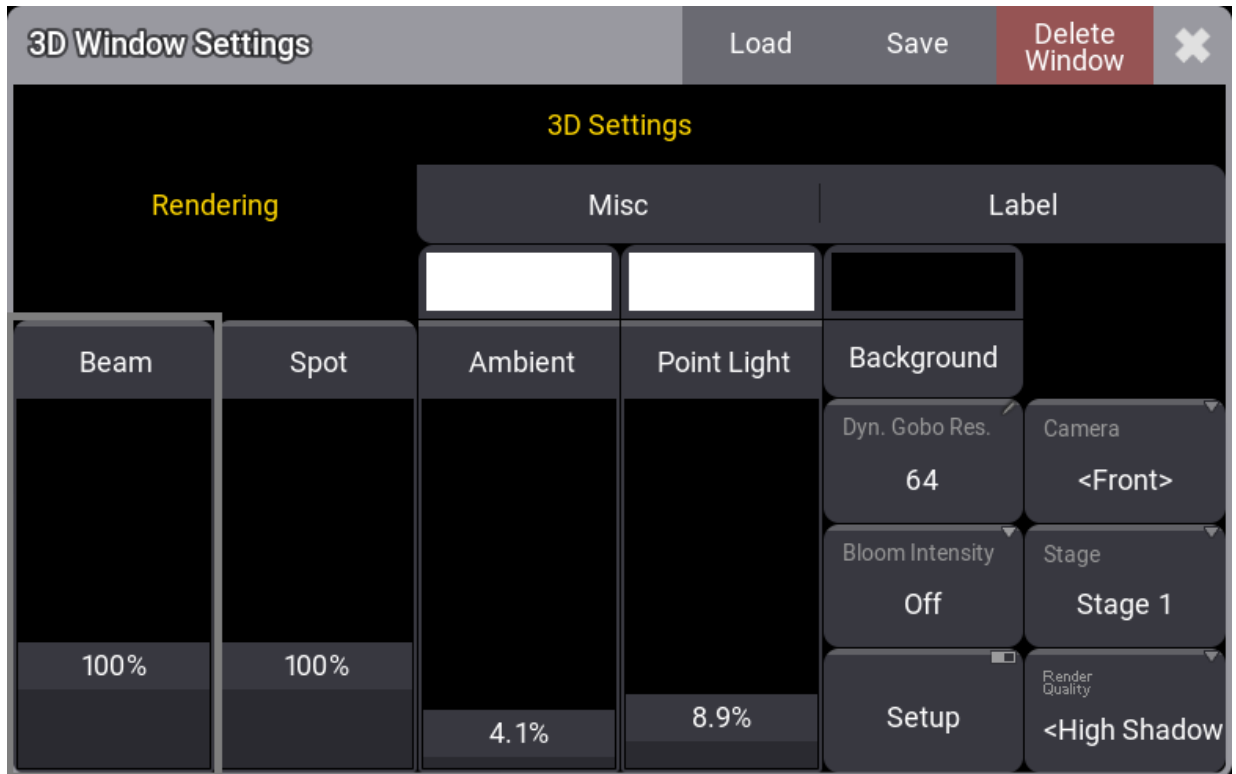 3D Window Settings
Load
Save
Delete
Window
3D Settings
Rendering
Misc
Label
Beam
Spot
Ambient
Point Light
Background
Dyn. Gobo Res.
64
Camera
<Front>
Bloom Intensity
Off
Stage
Stage 1
100%
100%
4.1%
8.9%
Setup
Render
Quality
<High Shadow